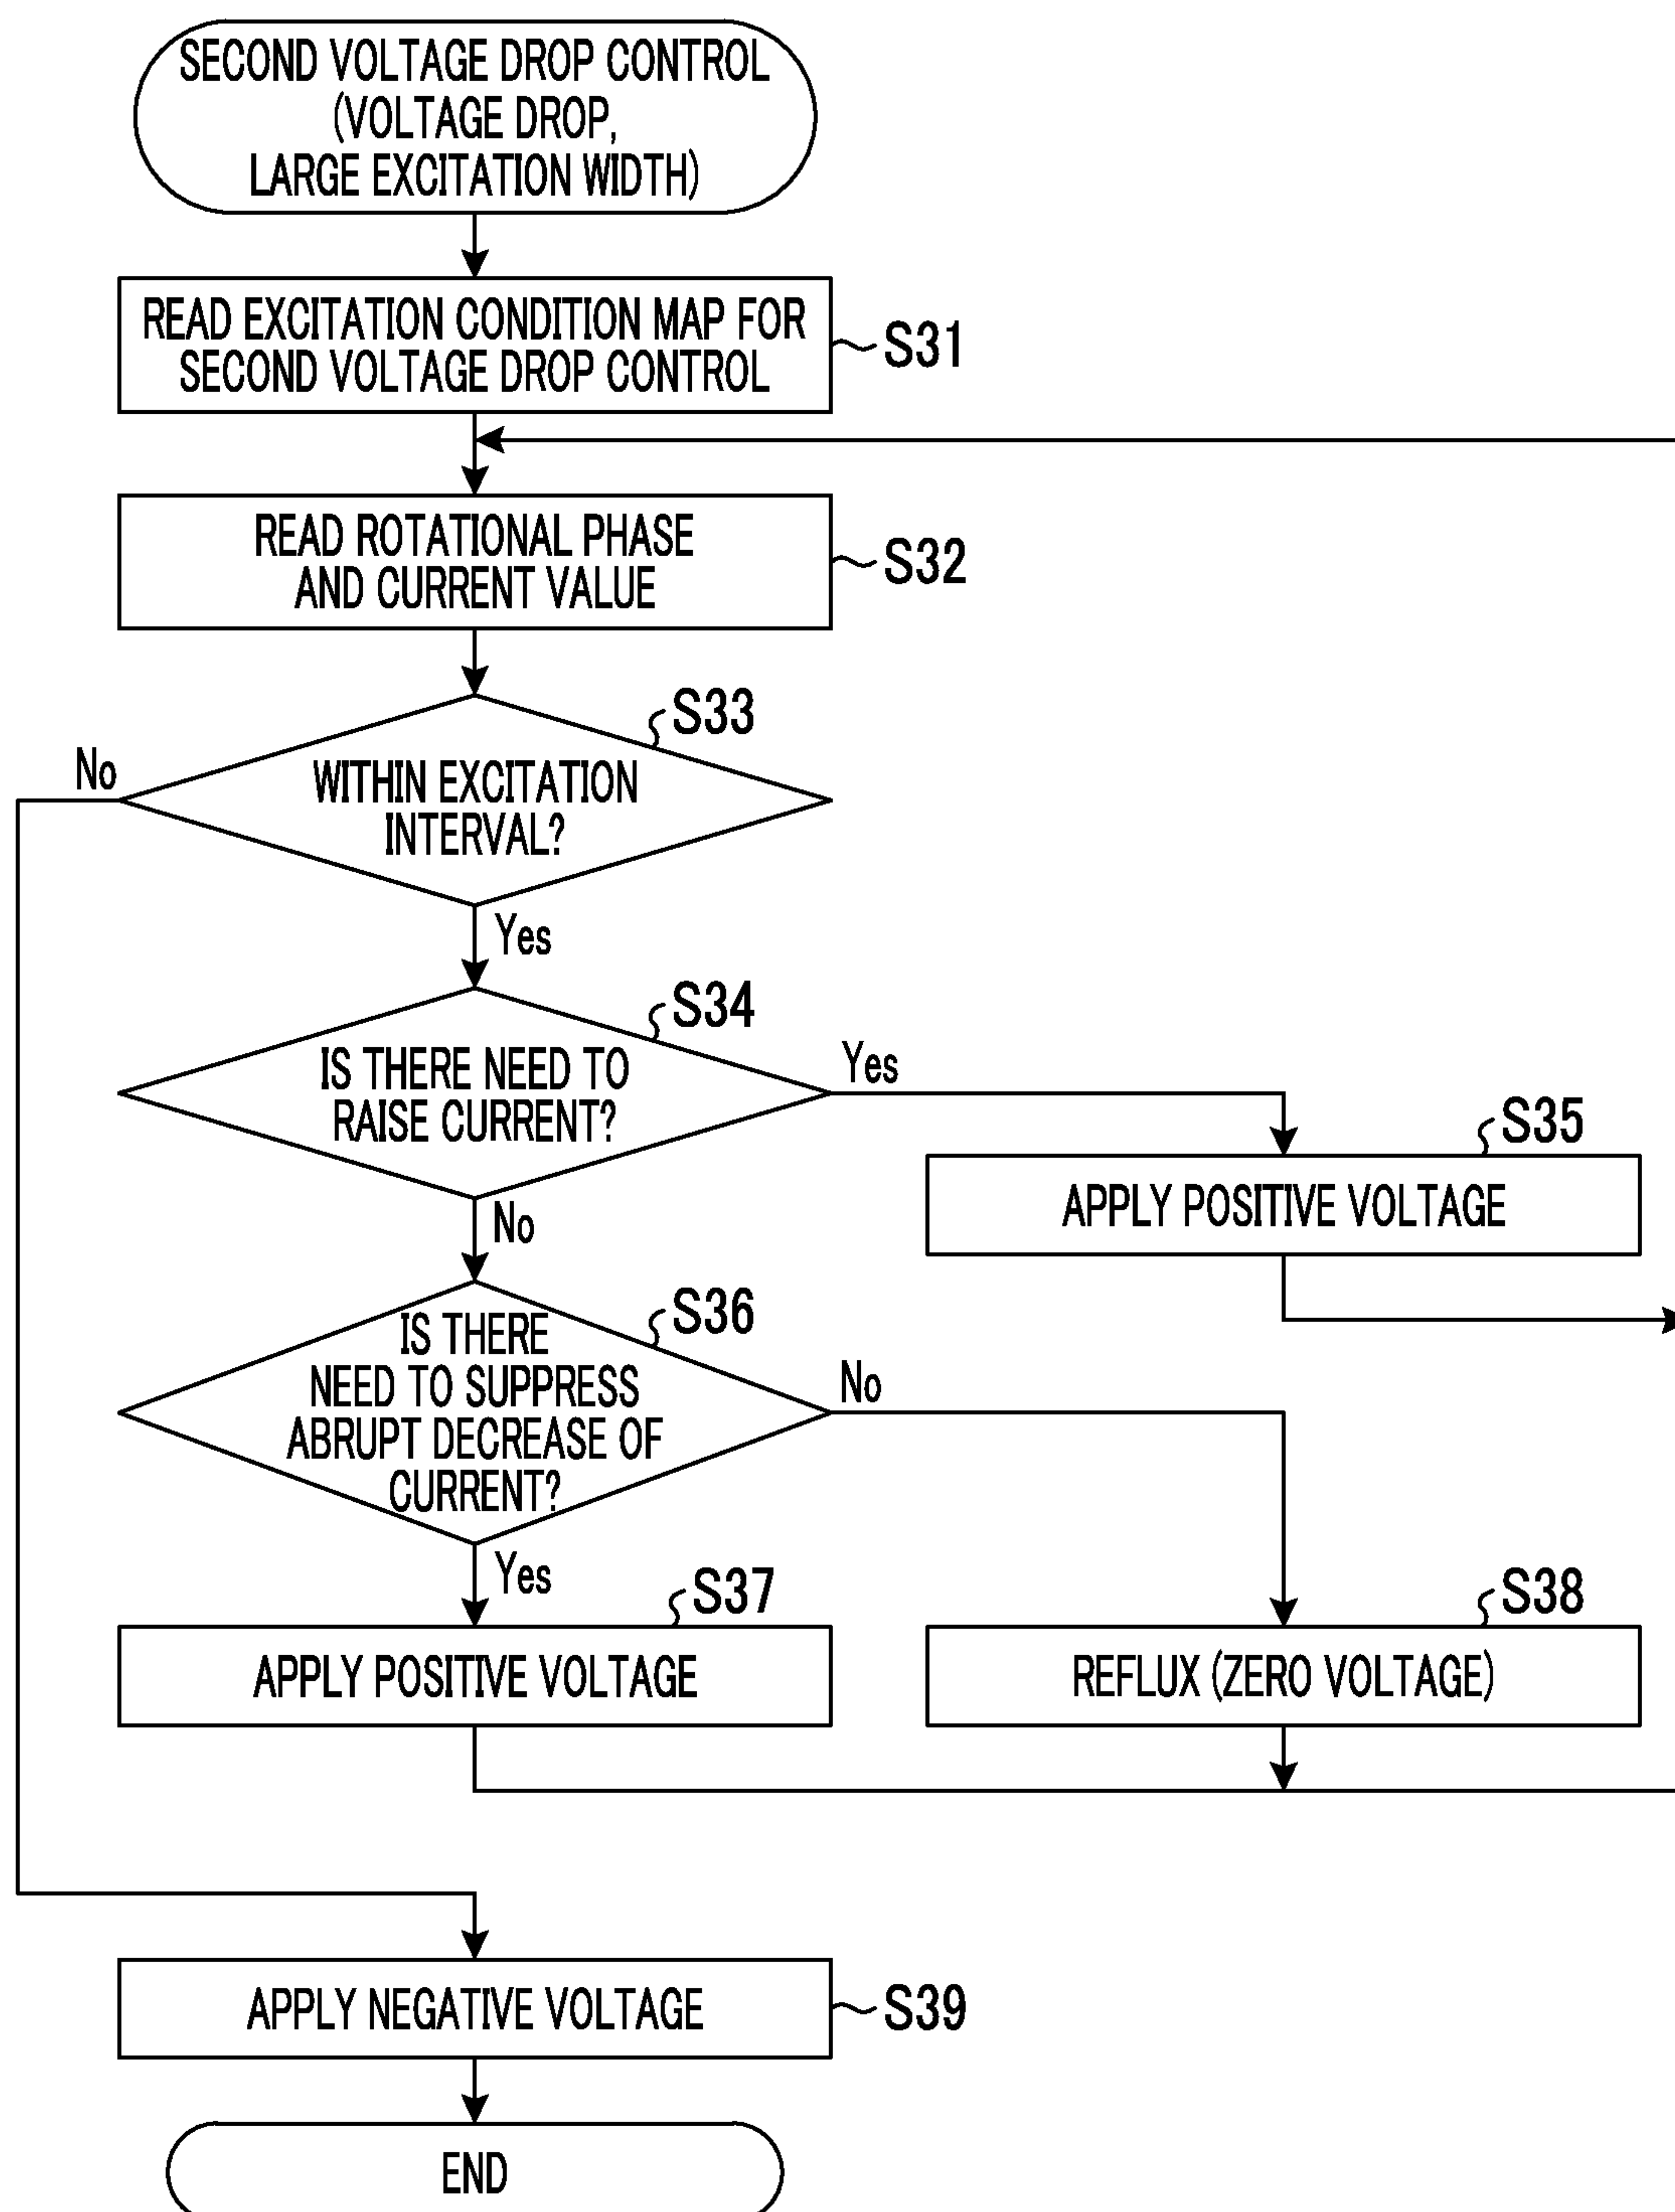 SECOND VOLTAGE DROP CONTROL
(VOLTAGE DROP,
LARGE EXCITATION WIDTH)
READ EXCITATION CONDITION MAP FOR
SECOND VOLTAGE DROP CONTROL
S31
READ ROTATIONAL PHASE
AND CURRENT VALUE
S32
S33
No
WITHIN EXCITATION
INTERVAL?
Yes
S34
IS THERE NEED TO
RAISE CURRENT?
Yes
S35
APPLY POSITIVE VOLTAGE
No
S36
IS THERE
NEED TO SUPPRESS
ABRUPT DECREASE OF
CURRENT?
No
Yes
S37
APPLY POSITIVE VOLTAGE
S38
REFLUX (ZERO VOLTAGE)
APPLY NEGATIVE VOLTAGE
S39
END